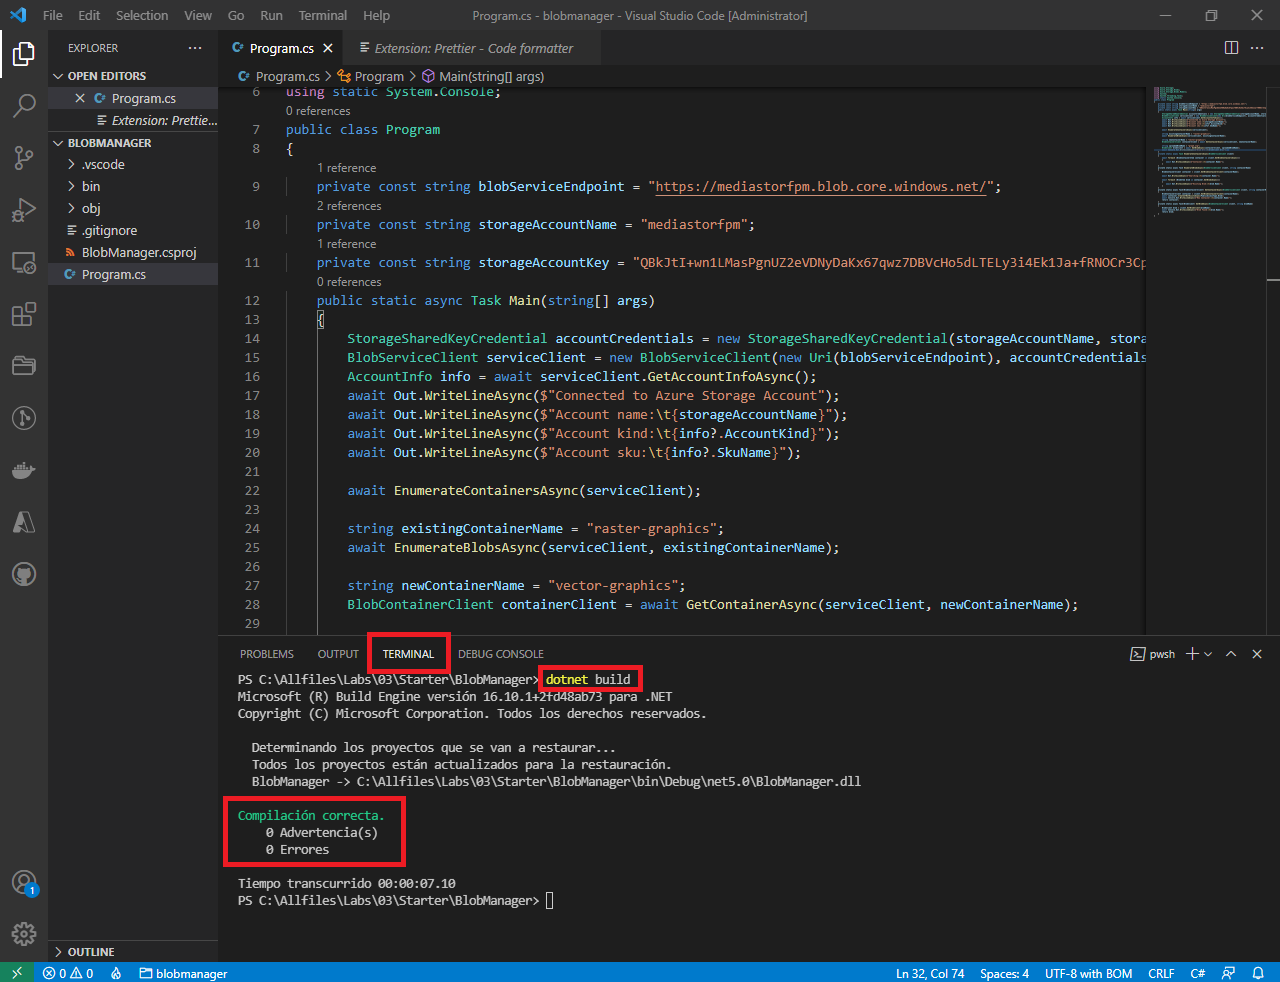 File Edit Selection View Go Run Terminal Help
Program.cs - blobmanager - Visual Studio Code [Administrator]
EXPLORER
Program.cs
Extension: Prettier - Code formatter
OPEN EDITORS
Program.cs
Extension: Prettie...
BLOBMANAGER
.vscode
bin
obj
.gitignore
BlobManager.csproj
Program.cs
OUTLINE
Program.cs > Program > Main(string[] args)
6 using static System.Console;
0 references
7 public class Program
8 {
1 reference
9 private const string blobServiceEndpoint = "https://mediastorfpm.blob.core.windows.net/";
2 references
10 private const string storageAccountName = "mediastorfpm";
1 reference
11 private const string storageAccountKey = "QBkJtI+wn1LMasPgnUZ2eVDNyDaKx67qwz7DBVcHo5dLTELy3i4Ek1Ja+fRNOCr3Cp
0 references
12 public static async Task Main(string[] args)
13 {
14 StorageSharedKeyCredential accountCredentials = new StorageSharedKeyCredential(storageAccountName, stora
15 BlobServiceClient serviceClient = new BlobServiceClient(new Uri(blobServiceEndpoint), accountCredentials
16 AccountInfo info = await serviceClient.GetAccountInfoAsync();
17 await Out.WriteLineAsync($"Connected to Azure Storage Account");
18 await Out.WriteLineAsync($"Account name:\t{storageAccountName}");
19 await Out.WriteLineAsync($"Account kind:\t{info?.AccountKind}");
20 await Out.WriteLineAsync($"Account sku:\t{info?.SkuName}");
21
22 await EnumerateContainersAsync(serviceClient);
23
24 string existingContainerName = "raster-graphics";
25 await EnumerateBlobsAsync(serviceClient, existingContainerName);
26
27 string newContainerName = "vector-graphics";
28 BlobContainerClient containerClient = await GetContainerAsync(serviceClient, newContainerName);
29
PROBLEMS OUTPUT TERMINAL DEBUG CONSOLE
pwsh
PS C:\Allfiles\Labs\03\Starter\BlobManager> dotnet build
Microsoft (R) Build Engine versión 16.10.1+2fd48ab73 para .NET
Copyright (C) Microsoft Corporation. Todos los derechos reservados.
Determinando los proyectos que se van a restaurar...
Todos los proyectos están actualizados para la restauración.
BlobManager -> C:\Allfiles\Labs\03\Starter\BlobManager\bin\Debug\net5.0\BlobManager.dll
Compilación correcta.
0 Advertencia(s)
0 Errores
Tiempo transcurrido 00:00:07.10
PS C:\Allfiles\Labs\03\Starter\BlobManager>
1
0 0 blobmanager
Ln 32, Col 74 Spaces: 4 UTF-8 with BOM CRLF C#